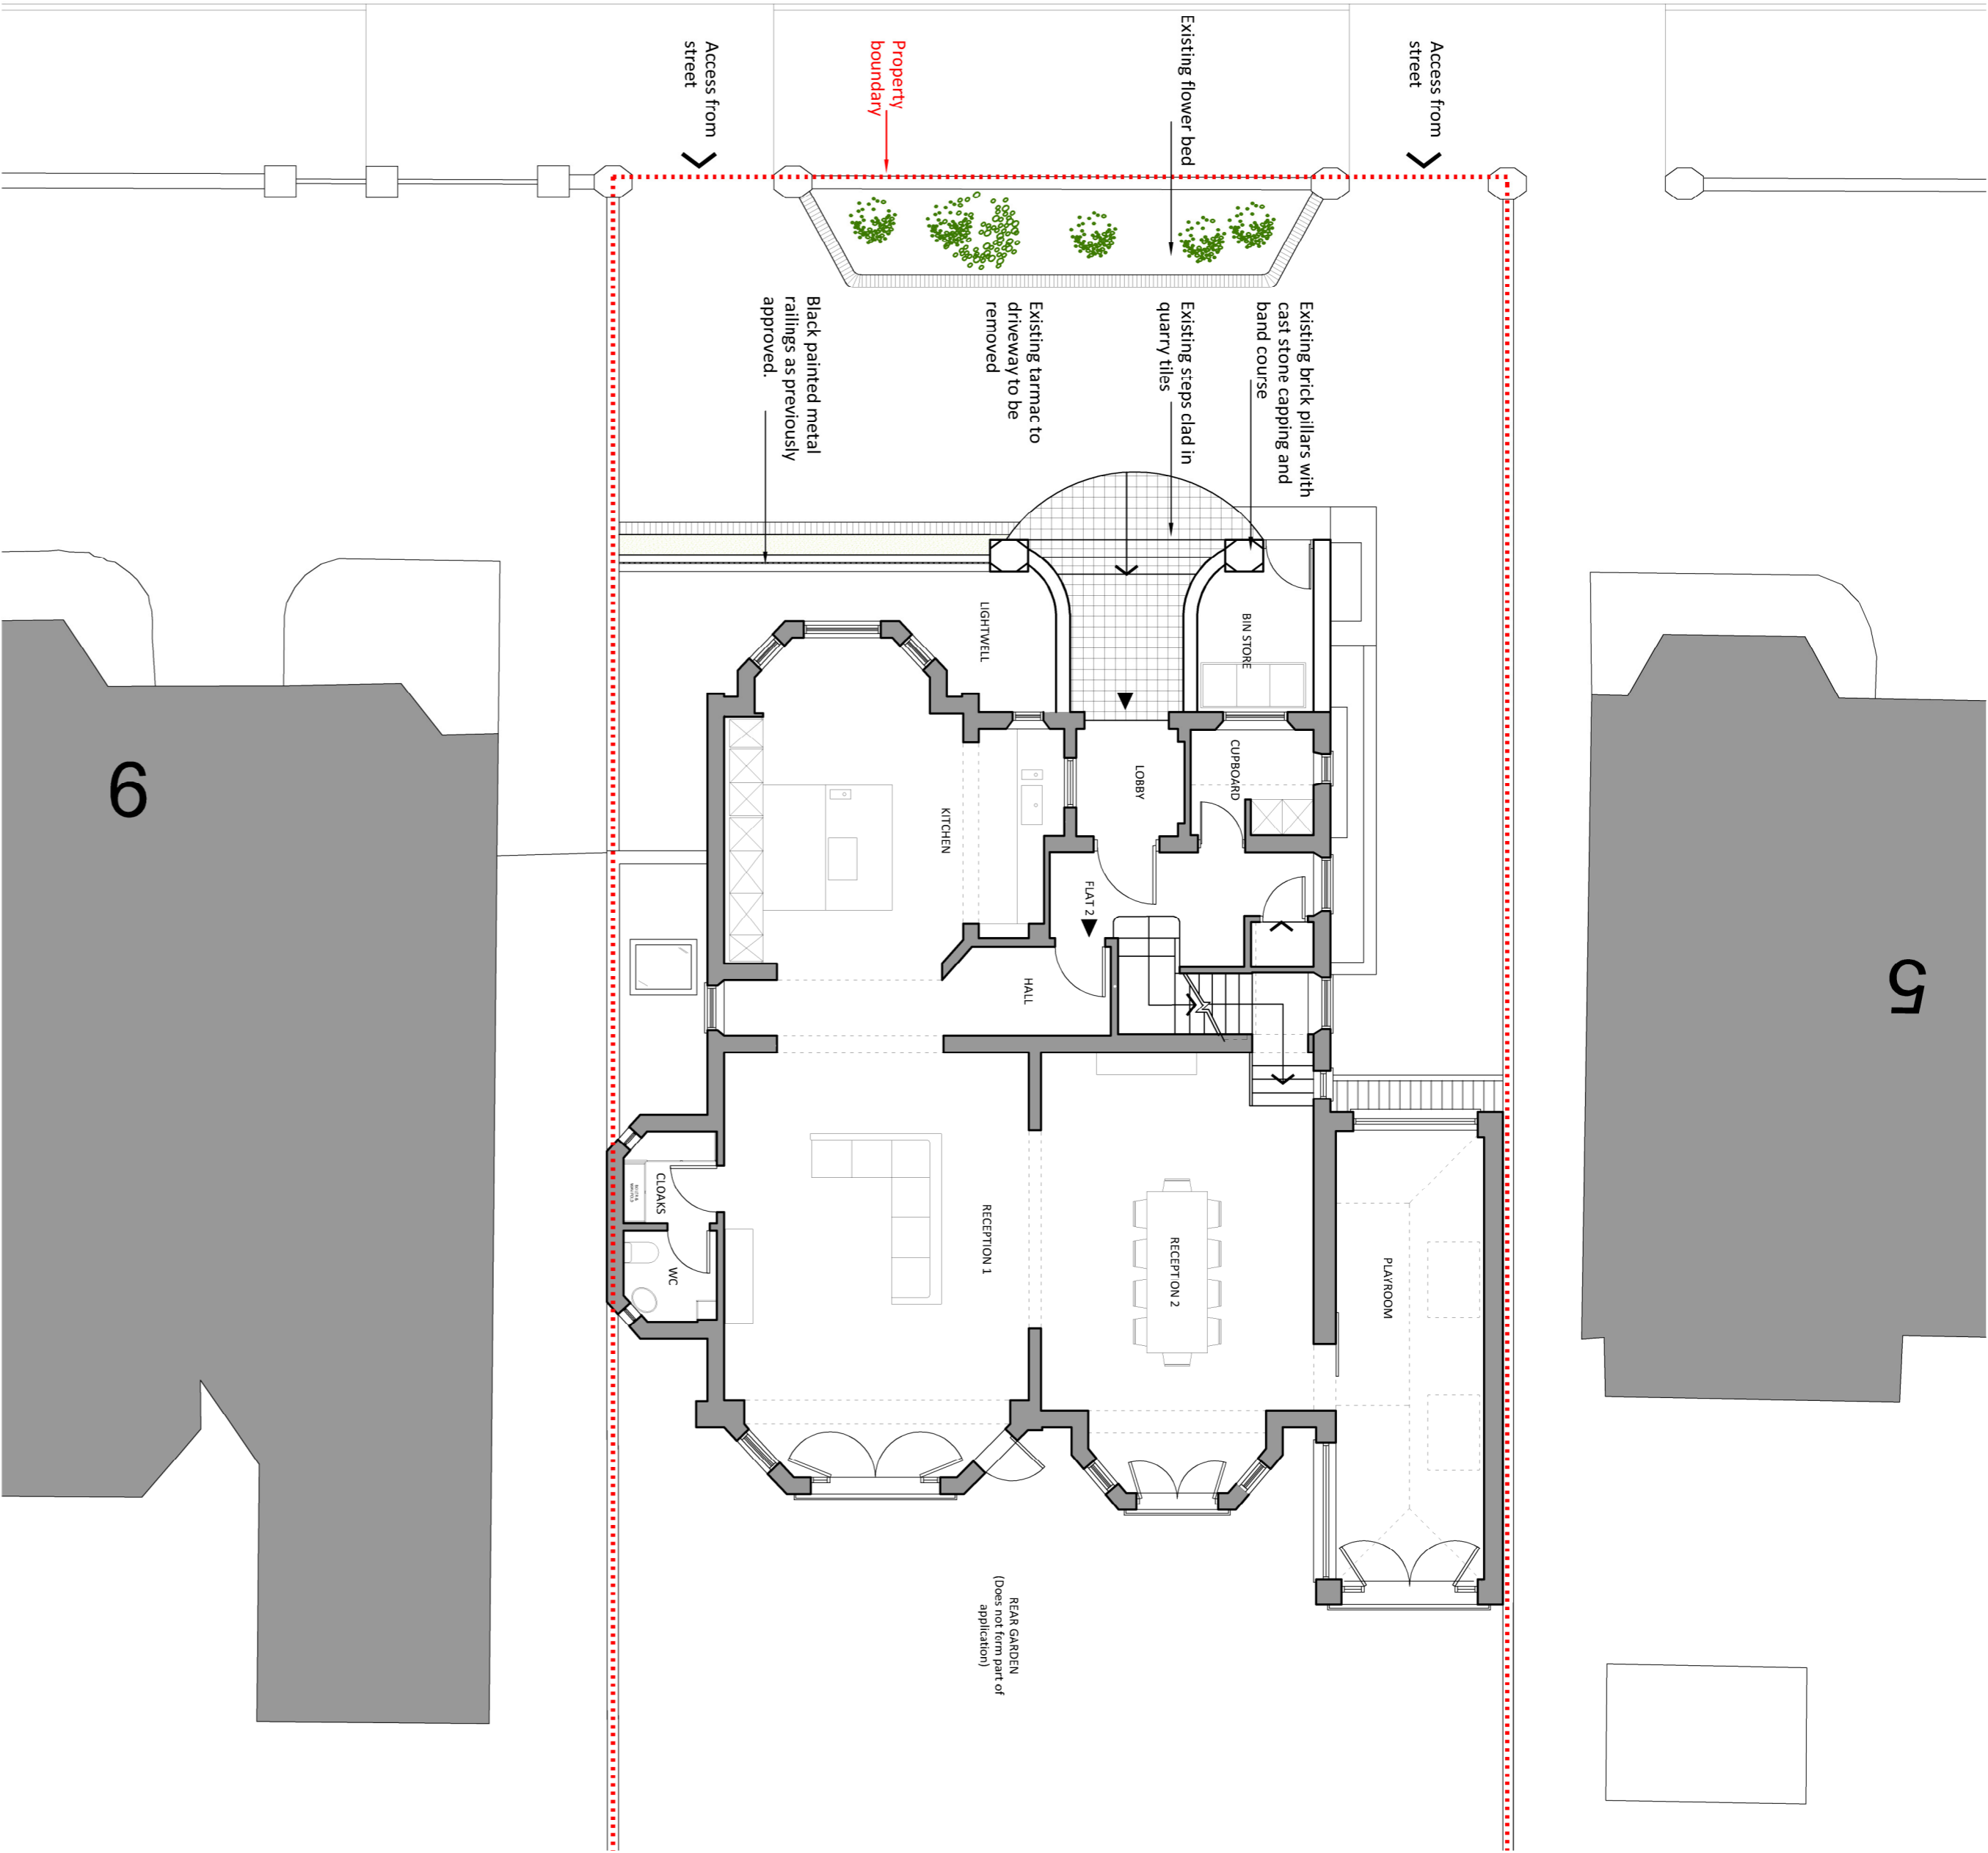 Access from
street
Property
boundary
Existing flower bed
Access from
street
Black painted metal
railings as previously
approved.
Existing tarmac to
driveway to be
removed
Existing steps clad in
quarry tiles
Existing brick pillars with
cast stone capping and
band course
LIGHTWELL
BIN STORE
9
KITCHEN
LOBBY
CUPBOARD
FLAT 2
HALL
5
CLOAKS
WC
RECEPTION 1
RECEPTION 2
PLAYROOM
REAR GARDEN
(Does not form part of
application)